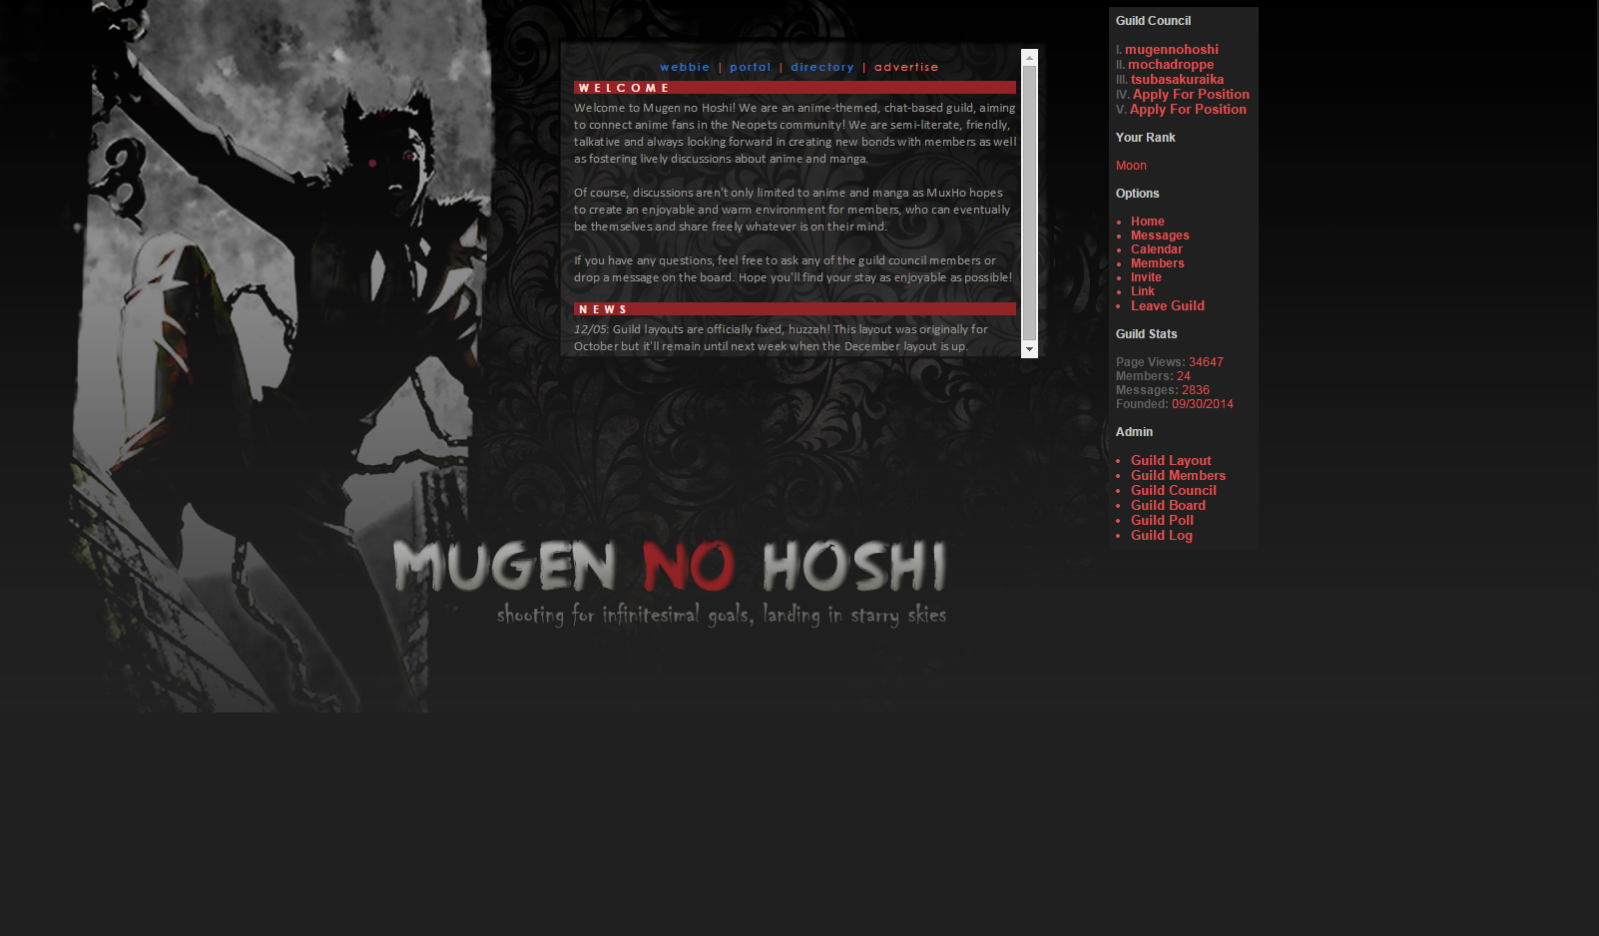 webbie | portal | directory | advertise
WELCOME
Welcome to Mugen no Hoshi! We are an anime-themed, chat-based guild, aiming
to connect anime fans in the Neopets community! We are semi-literate, friendly,
talkative and always looking forward in creating new bonds with members as well
as fostering lively discussions about anime and manga.
Of course, discussions aren't only limited to anime and manga as MuxHo hopes
to create an enjoyable and warm environment for members, who can eventually
be themselves and share freely whatever is on their mind.
If you have any questions, feel free to ask any of the guild council members or
drop a message on the board. Hope you'll find your stay as enjoyable as possible!
NEWS
12/05: Guild layouts are officially fixed, huzzah! This layout was originally for
October but it'll remain until next week when the December layout is up.
MUGEN NO HOSHI
shooting for infinitesimal goals, landing in starry skies
Guild Council
I. mugennohoshi
II. mochadroppe
III. tsubasakuraika
IV. Apply For Position
V. Apply For Position
Your Rank
Moon
Options
• Home
• Messages
• Calendar
• Members
• Invite
• Link
• Leave Guild
Guild Stats
Page Views: 34647
Members: 24
Messages: 2836
Founded: 09/30/2014
Admin
• Guild Layout
• Guild Members
• Guild Council
• Guild Board
• Guild Poll
• Guild Log